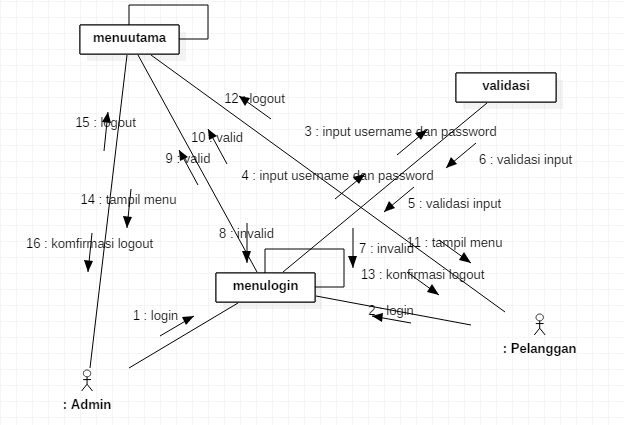 menuutama
validasi
12 : logout
15 : logout
3 : input username dan password
10 : valid
9 : valid
6 : validasi input
4 : input username dan password
14 : tampil menu
5 : validasi input
8 : invalid
16 : komfirmasi logout
7 : invalid
11 : tampil menu
13 : konfirmasi logout
menulogin
1 : login
2 : login
: Pelanggan
: Admin